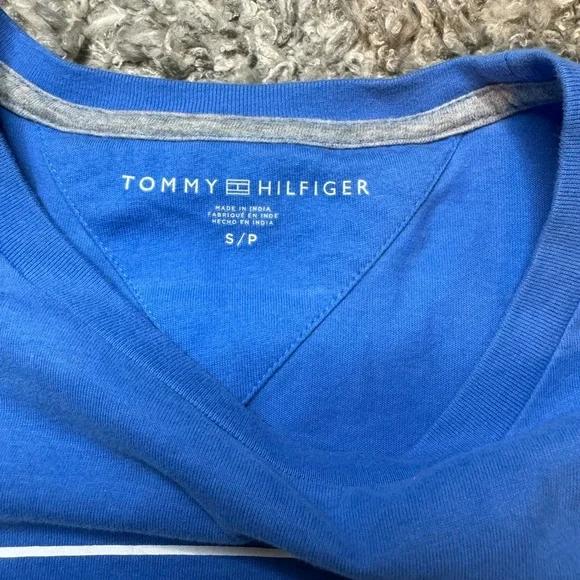 TOMMY HILFIGER
MADE IN INDIA
FABRIQUÉ EN INDE
HECHO EN INDIA
S/P